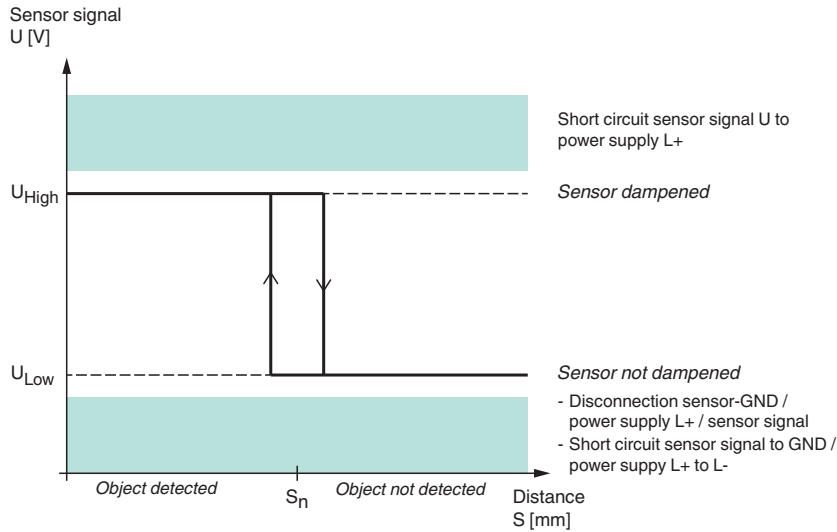 Sensor signal
U [V]
Short circuit sensor signal U to
power supply L+
UHigh
Sensor dampened
ULow
Sensor not dampened
- Disconnection sensor-GND /
power supply L+ / sensor signal
- Short circuit sensor signal to GND /
power suppy L+ to L-
Object detected
Sn
Object not detected
Distance
S [mm]